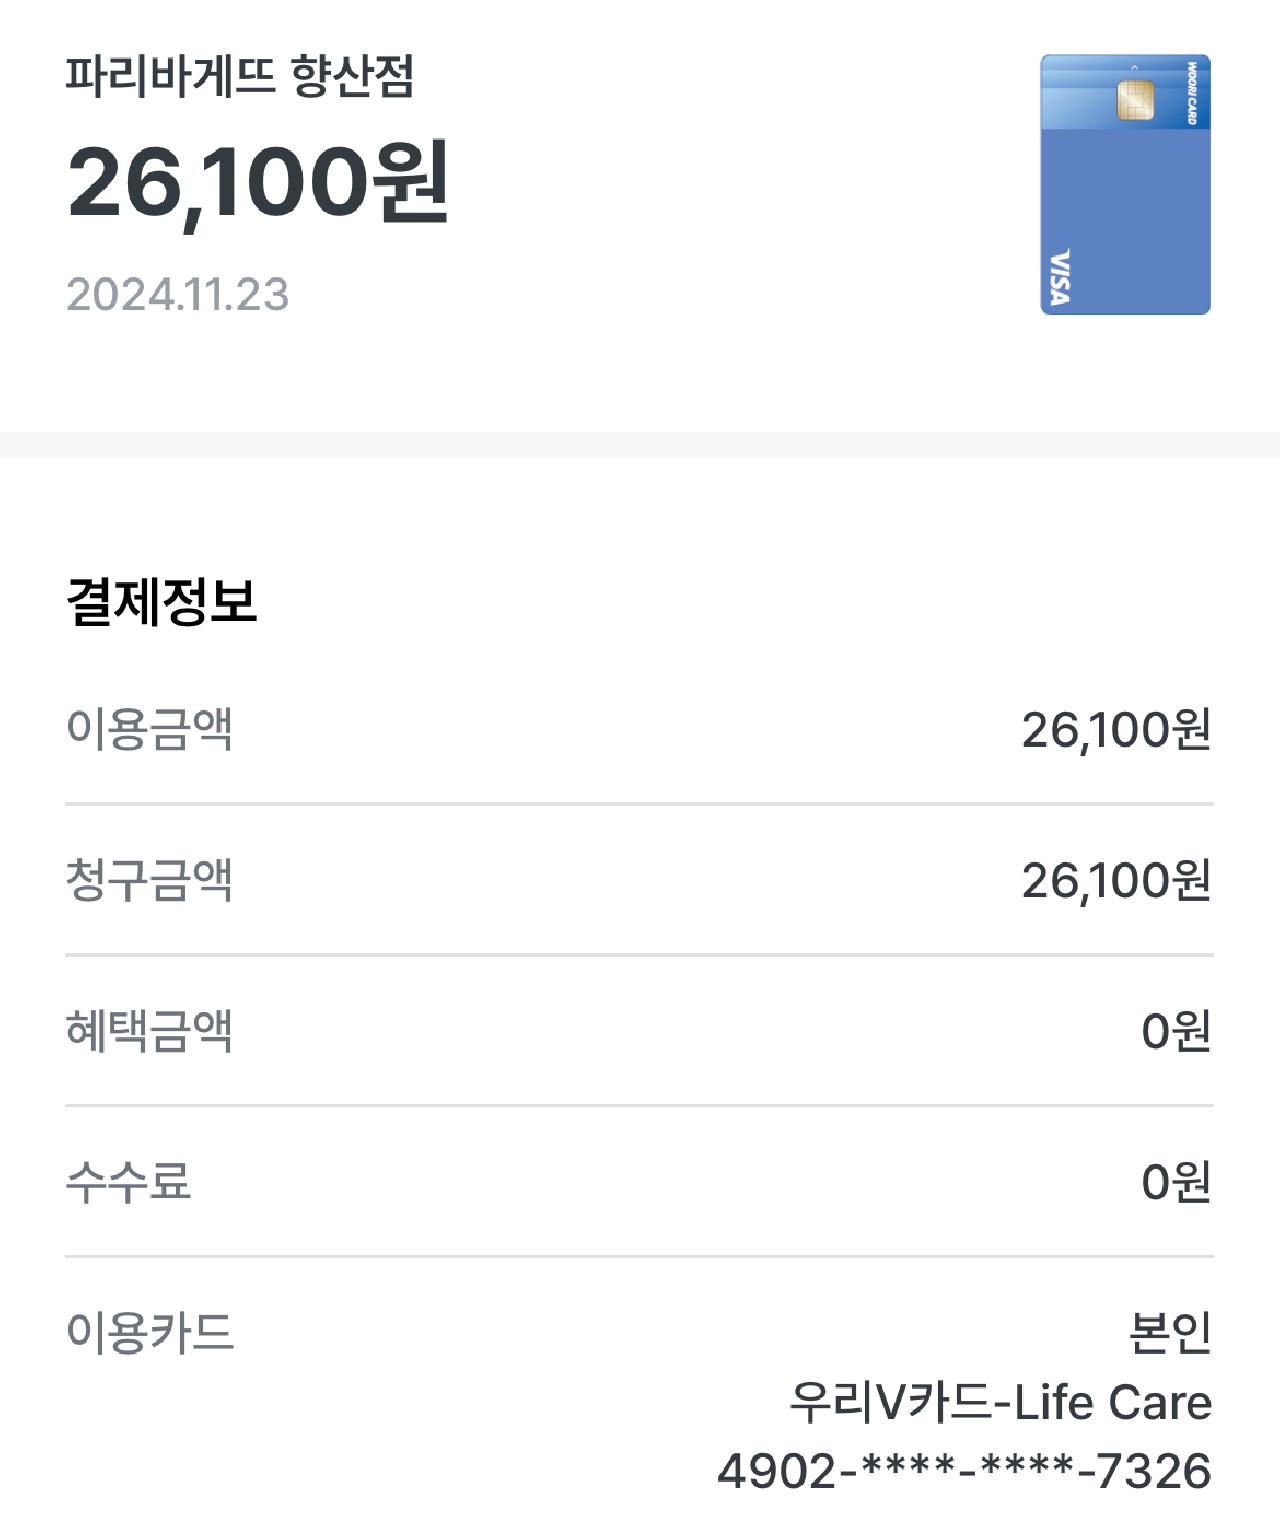 파리바게뜨 향산점
26,100원
2024.11.23
WOORI CARD
VISA
결제정보
이용금액 26,100원
청구금액 26,100원
혜택금액 0원
수수료 0원
이용카드 본인
우리V카드-Life Care
4902-****-****-7326